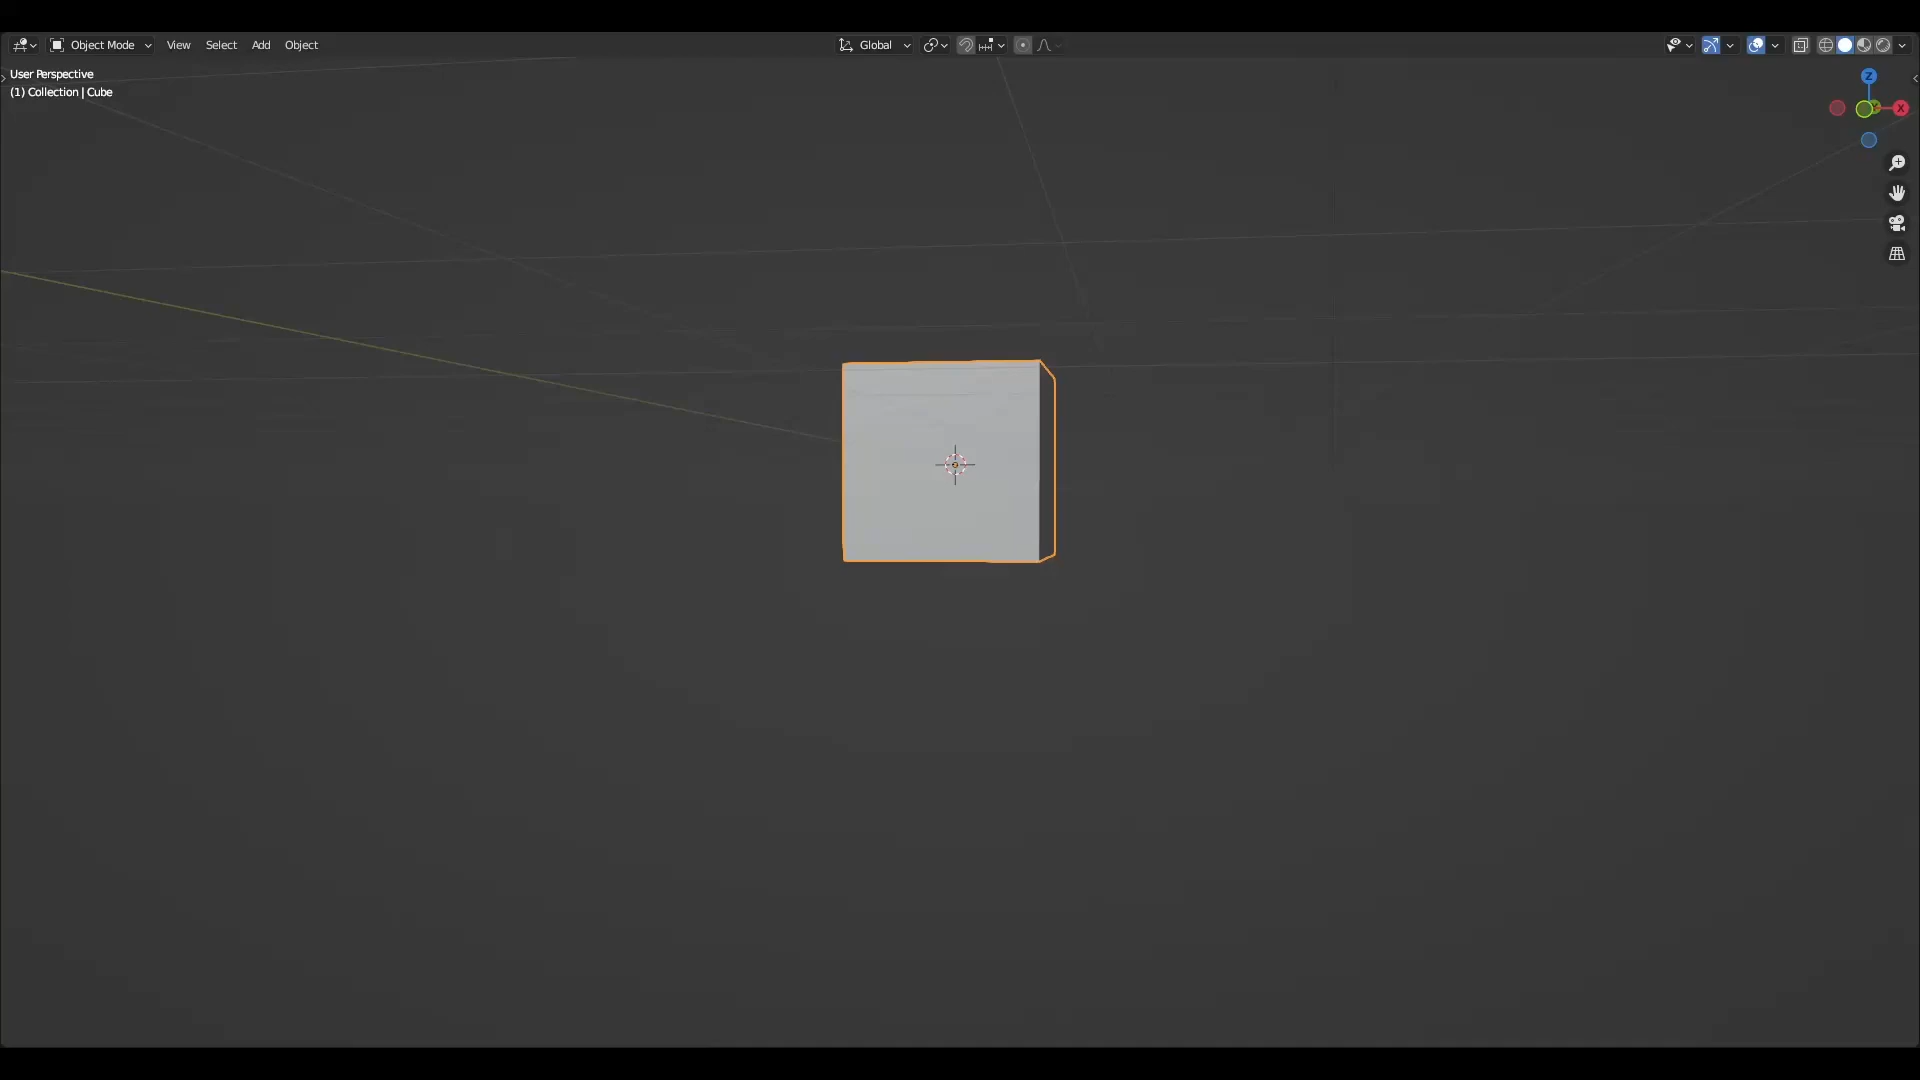 Object Mode View Select Add Object Global
User Perspective
(1) Collection | Cube
Z
X